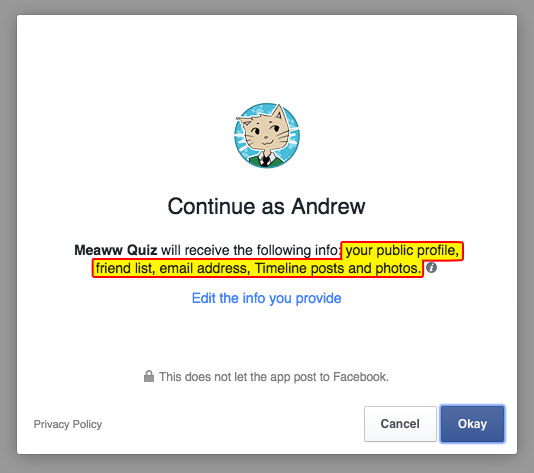 Continue as Andrew
Meaww Quiz will receive the following info: your public profile,
friend list, email address, Timeline posts and photos.
Edit the info you provide
This does not let the app post to Facebook.
Privacy Policy
Cancel
Okay